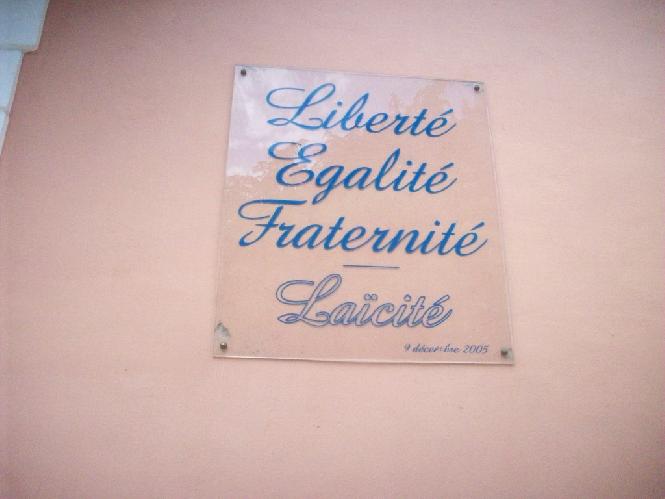 Liberté
Egalité
Fraternité
Laïcité
9 décembre 2005